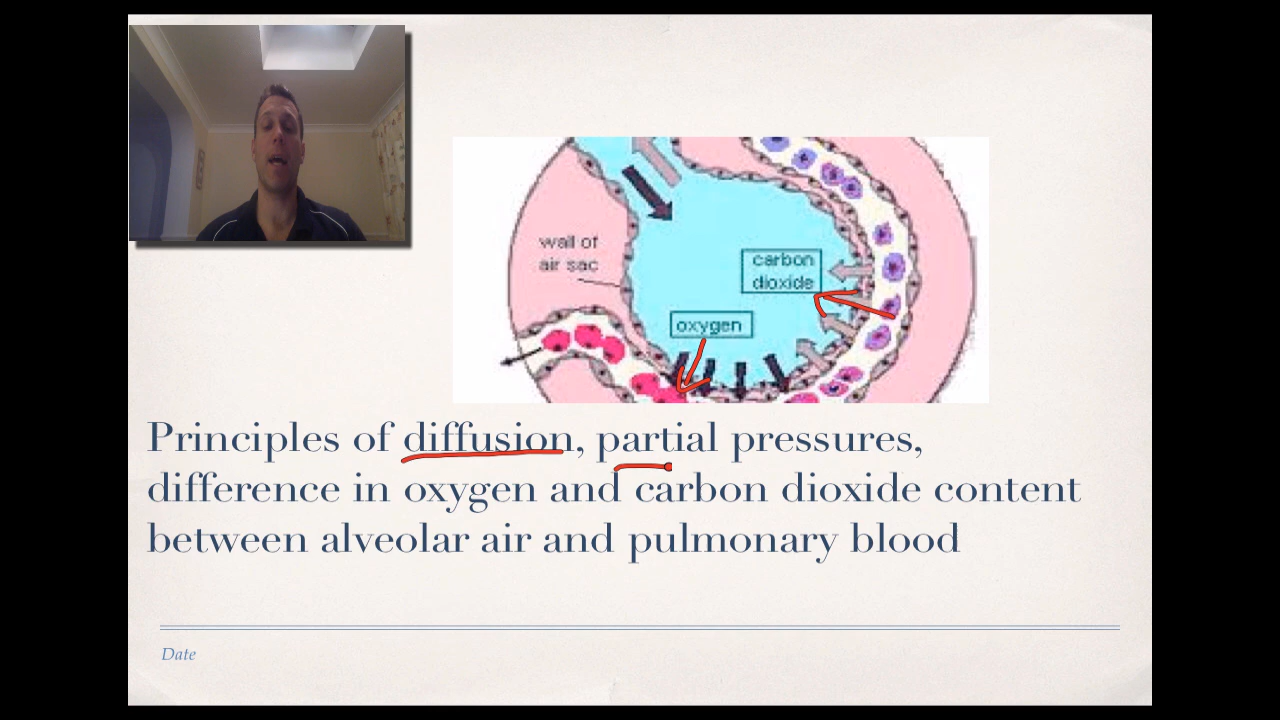 wall of
air sac
carbon
dioxide
oxygen
Principles of diffusion, partial pressures,
difference in oxygen and carbon dioxide content
between alveolar air and pulmonary blood
Date